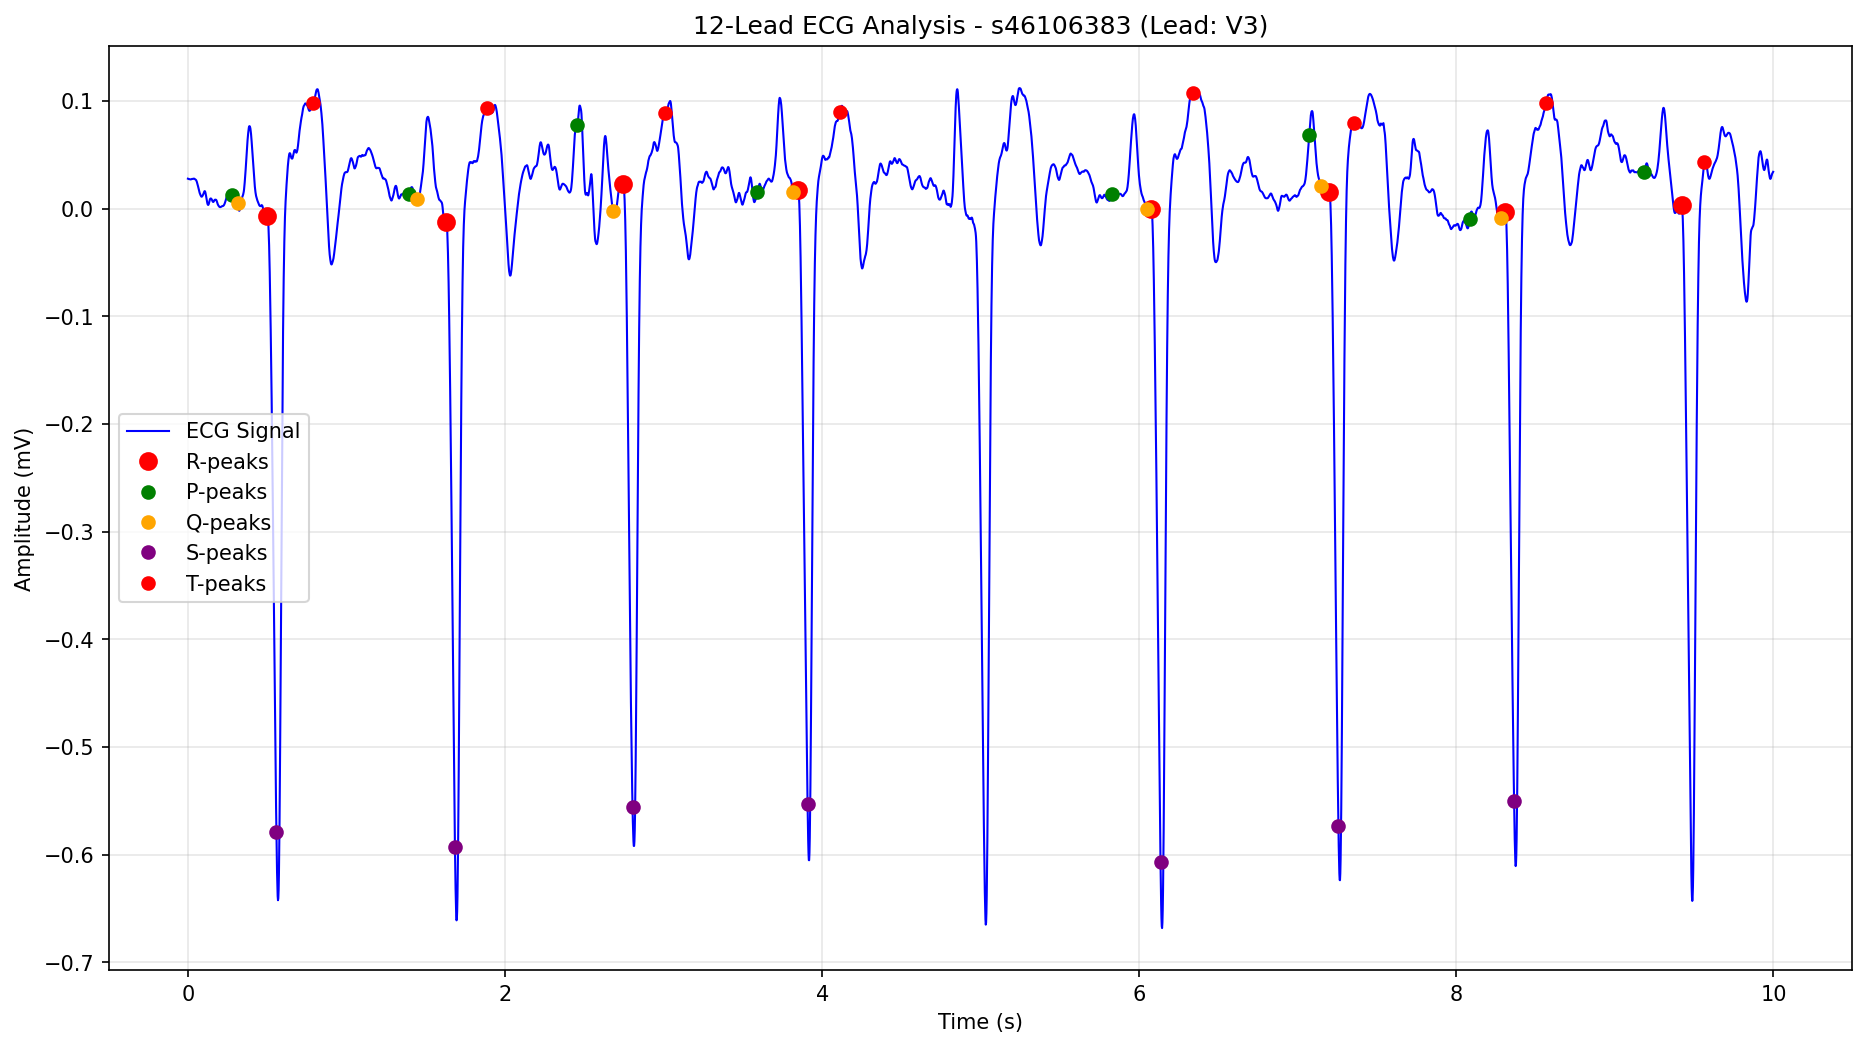 12-Lead ECG Analysis - s46106383 (Lead: V3)
Amplitude (mV)
0.1
0.0
−0.1
−0.2
−0.3
−0.4
−0.5
−0.6
−0.7
ECG Signal
R-peaks
P-peaks
Q-peaks
S-peaks
T-peaks
0 2 4 6 8 10
Time (s)